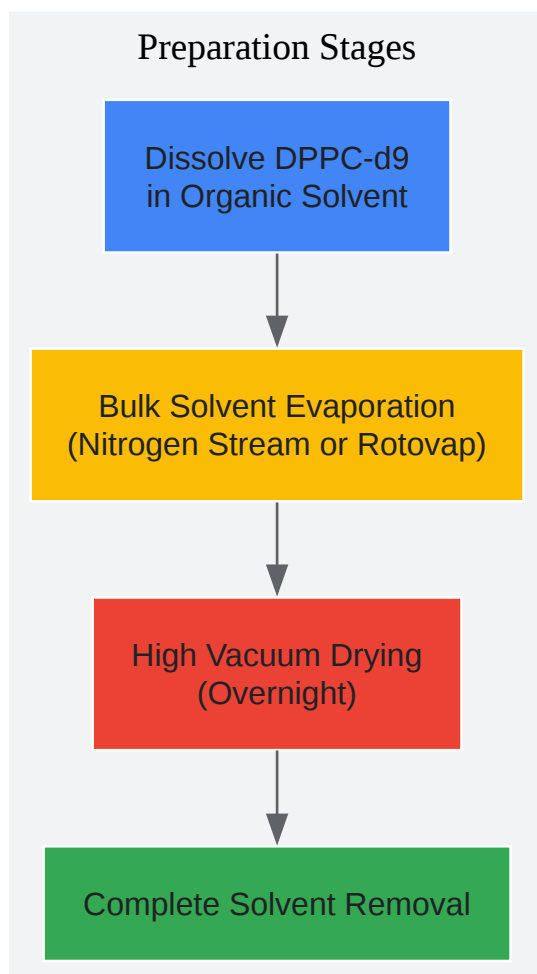 Preparation Stages
Dissolve DPPC-d9
in Organic Solvent
Bulk Solvent Evaporation
(Nitrogen Stream or Rotovap)
High Vacuum Drying
(Overnight)
Complete Solvent Removal